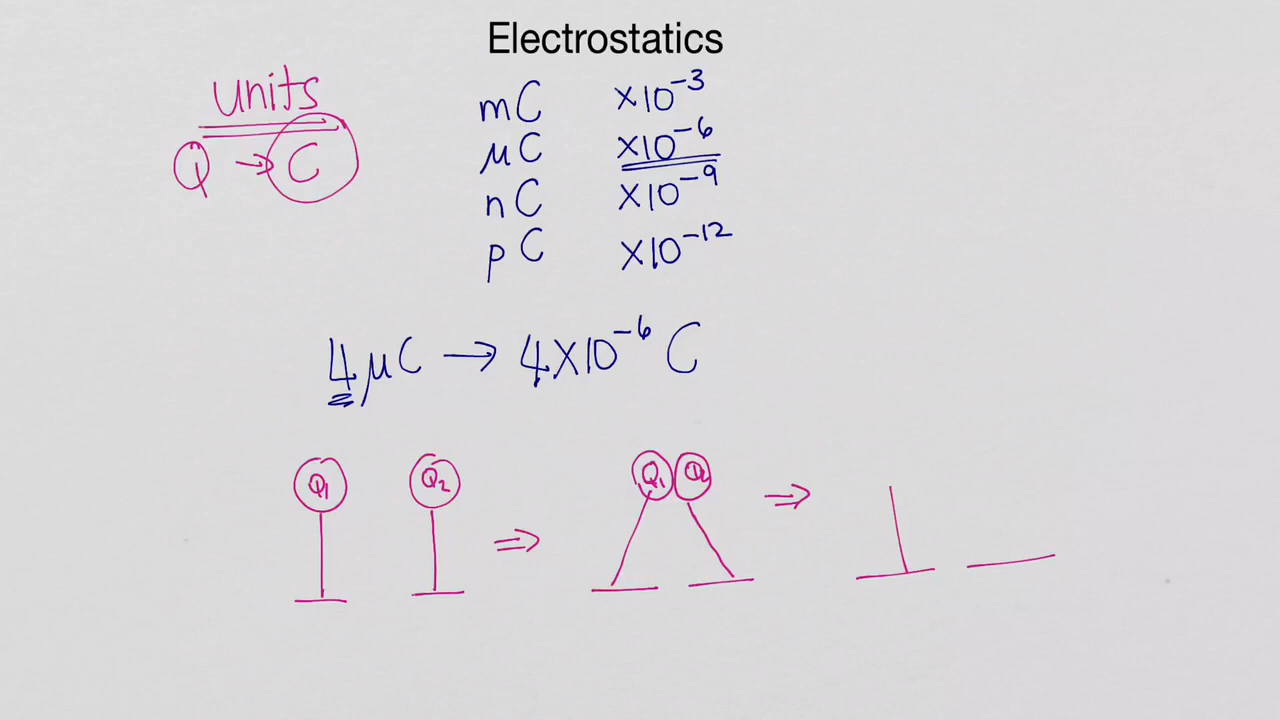 Electrostatics
units
Q → C
mC ×10⁻³
μC ×10⁻⁶
nC ×10⁻⁹
pC ×10⁻¹²
4μC → 4×10⁻⁶ C
Q₁ Q₂ ⇒ Q₁ Q₂ ⇒